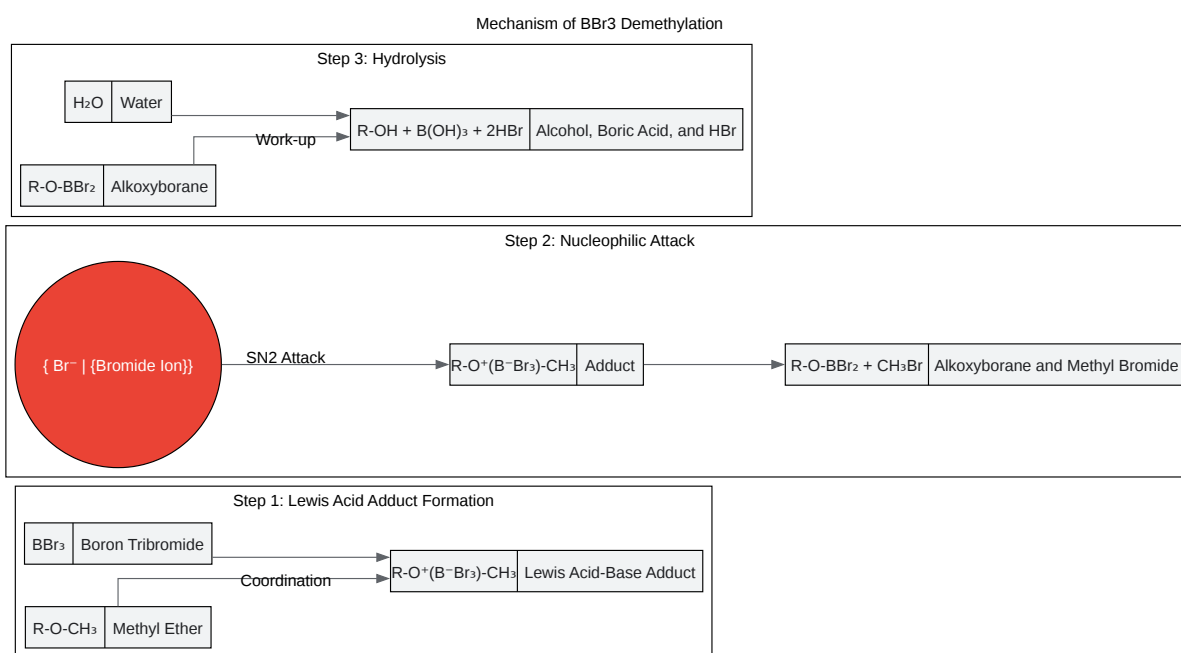 Mechanism of BBr3 Demethylation
Step 3: Hydrolysis
H₂O
Water
R-OH + B(OH)₃ + 2HBr
Alcohol, Boric Acid, and HBr
Work-up
R-O-BBr₂
Alkoxyborane
Step 2: Nucleophilic Attack
{ Br⁻ | {Bromide Ion}}
SN2 Attack
R-O⁺(B⁻Br₃)-CH₃
Adduct
R-O-BBr₂ + CH₃Br
Alkoxyborane and Methyl Bromide
Step 1: Lewis Acid Adduct Formation
BBr₃
Boron Tribromide
R-O⁺(B⁻Br₃)-CH₃
Lewis Acid-Base Adduct
Coordination
R-O-CH₃
Methyl Ether